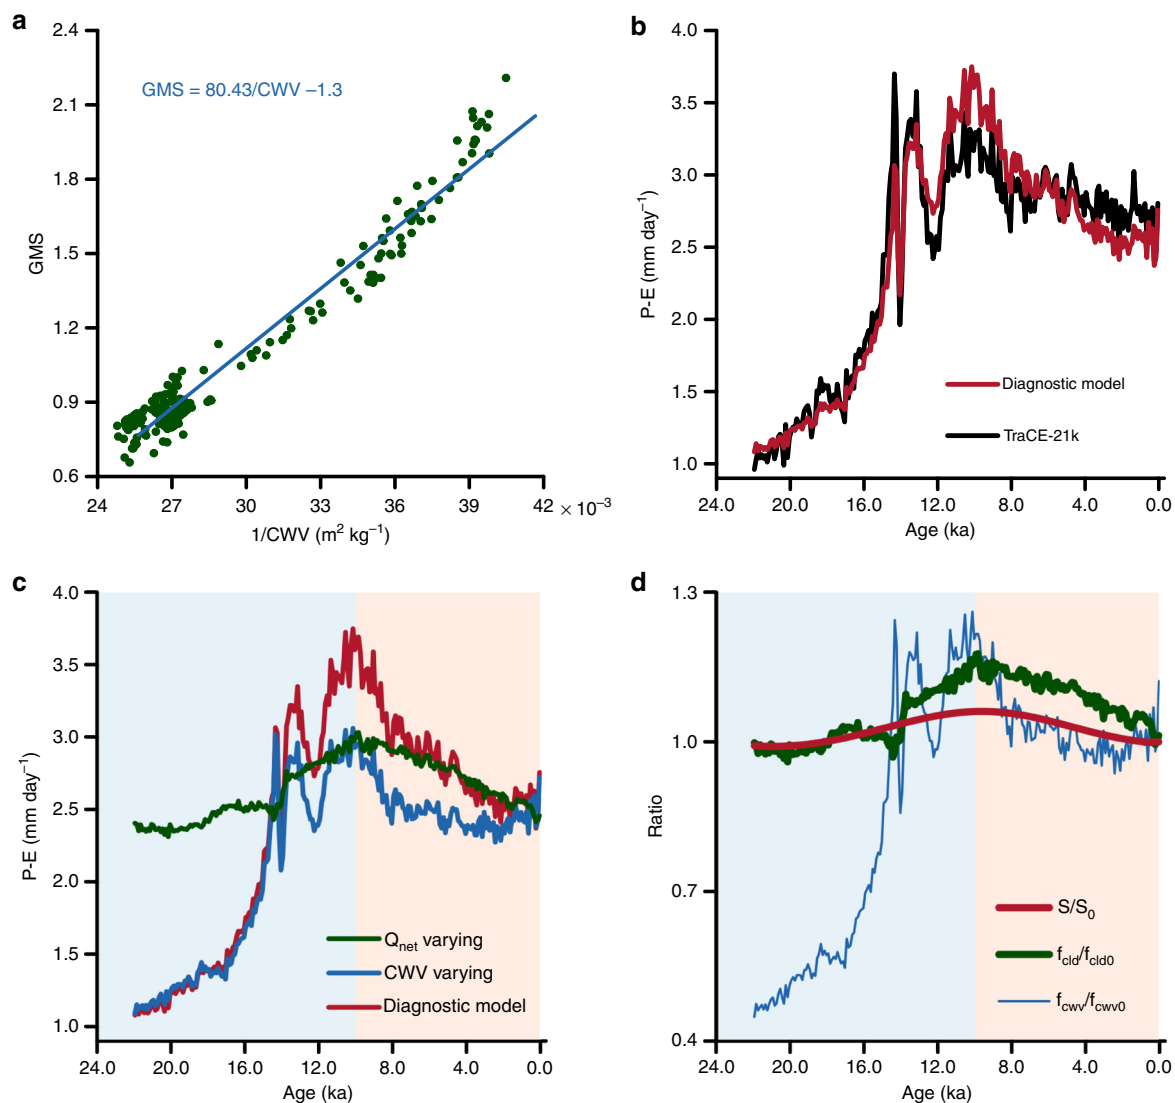 a
2.4
2.1
1.8
1.5
1.2
0.9
0.6
GMS
GMS = 80.43/CWV –1.3
24 27 30 33 36 39 42 × 10–3
1/CWV (m2 kg–1)
b
4.0
3.5
3.0
2.5
2.0
1.5
1.0
P-E (mm day–1)
Diagnostic model
TraCE-21k
24.0 20.0 16.0 12.0 8.0 4.0 0.0
Age (ka)
c
4.0
3.5
3.0
2.5
2.0
1.5
1.0
P-E (mm day–1)
Qnet varying
CWV varying
Diagnostic model
24.0 20.0 16.0 12.0 8.0 4.0 0.0
Age (ka)
d
1.3
1.0
0.7
0.4
Ratio
S/S0
fcld/fcld0
fcwv/fcwv0
24.0 20.0 16.0 12.0 8.0 4.0 0.0
Age (ka)